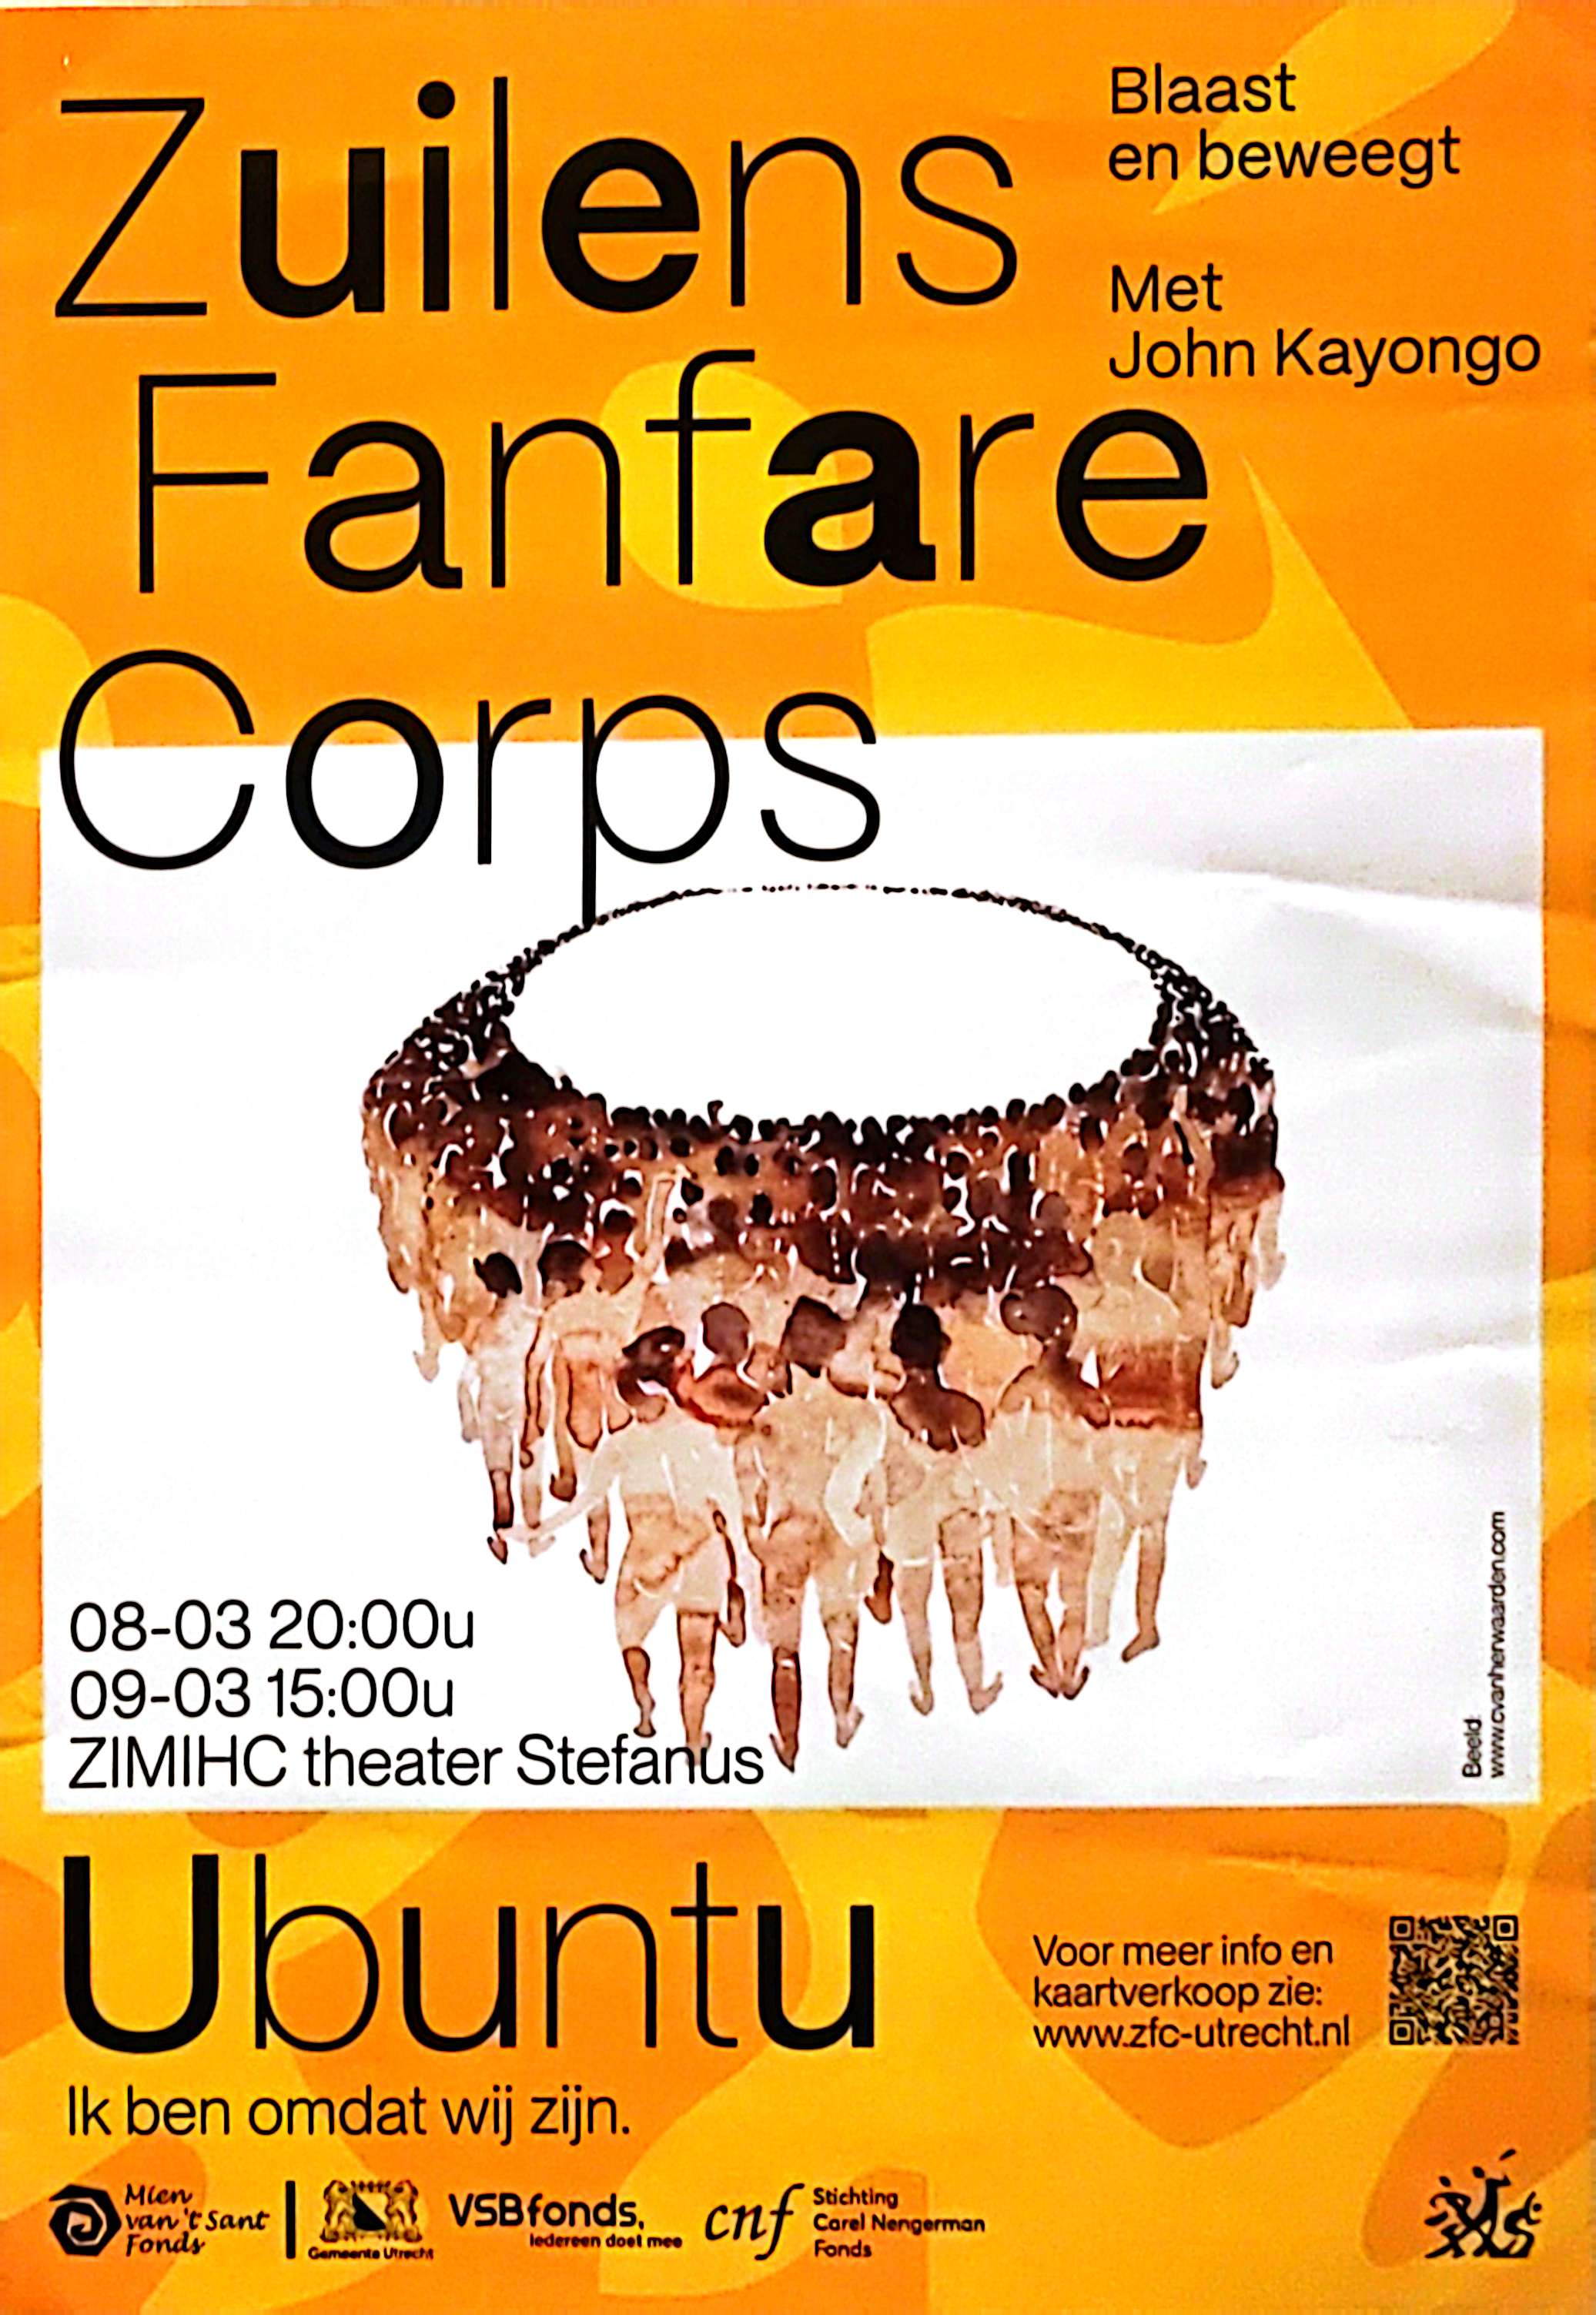 Zuilens
Fanfare
Corps
Blaast
en beweegt
Met
John Kayongo
08-03 20:00u
09-03 15:00u
ZIMIHC theater Stefanus
Beeld:
www.cvanherwaarden.com
Ubuntu
Ik ben omdat wij zijn.
Voor meer info en
kaartverkoop zie:
www.zfc-utrecht.nl
Mien
van 't Sant
Fonds
Gemeente Utrecht
VSBfonds,
iedereen doet mee
cnf
Stichting
Carel Nengerman
Fonds